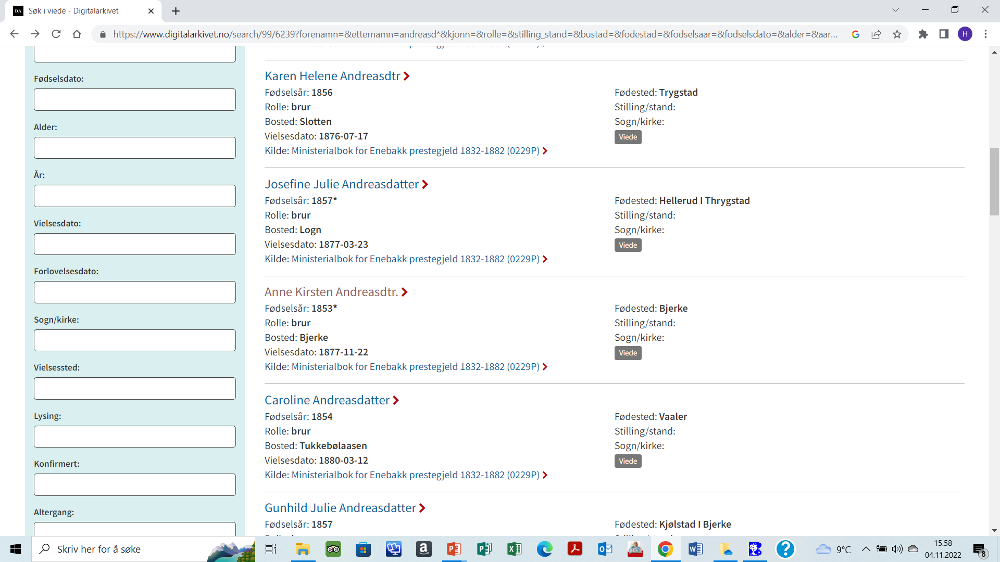 DA Søk i viede - Digitalarkivet
https://www.digitalarkivet.no/search/99/6239?forenamn=&etternamn=andreasd*&kjonn=&rolle=&stilling_stand=&bustad=&fodestad=&fodselsaar=&fodselsdato=&alder=&aar...
H
Fødselsdato:
Alder:
År:
Vielsesdato:
Forlovelsesdato:
Sogn/kirke:
Vielsessted:
Lysing:
Konfirmert:
Altergang:
Karen Helene Andreasdtr
Fødselsår: 1856
Rolle: brur
Bosted: Slotten
Vielsesdato: 1876-07-17
Kilde: Ministerialbok for Enebakk prestegjeld 1832-1882 (0229P)
Fødested: Trygstad
Stilling/stand:
Sogn/kirke:
Viede
Josefine Julie Andreasdatter
Fødselsår: 1857*
Rolle: brur
Bosted: Logn
Vielsesdato: 1877-03-23
Kilde: Ministerialbok for Enebakk prestegjeld 1832-1882 (0229P)
Fødested: Hellerud I Thrygstad
Stilling/stand:
Sogn/kirke:
Viede
Anne Kirsten Andreasdtr.
Fødselsår: 1853*
Rolle: brur
Bosted: Bjerke
Vielsesdato: 1877-11-22
Kilde: Ministerialbok for Enebakk prestegjeld 1832-1882 (0229P)
Fødested: Bjerke
Stilling/stand:
Sogn/kirke:
Viede
Caroline Andreasdatter
Fødselsår: 1854
Rolle: brur
Bosted: Tukkebølaasen
Vielsesdato: 1880-03-12
Kilde: Ministerialbok for Enebakk prestegjeld 1832-1882 (0229P)
Fødested: Vaaler
Stilling/stand:
Sogn/kirke:
Viede
Gunhild Julie Andreasdatter
Fødselsår: 1857
Fødested: Kjølstad I Bjerke
Skriv her for å søke
9°C
15.58
04.11.2022
8